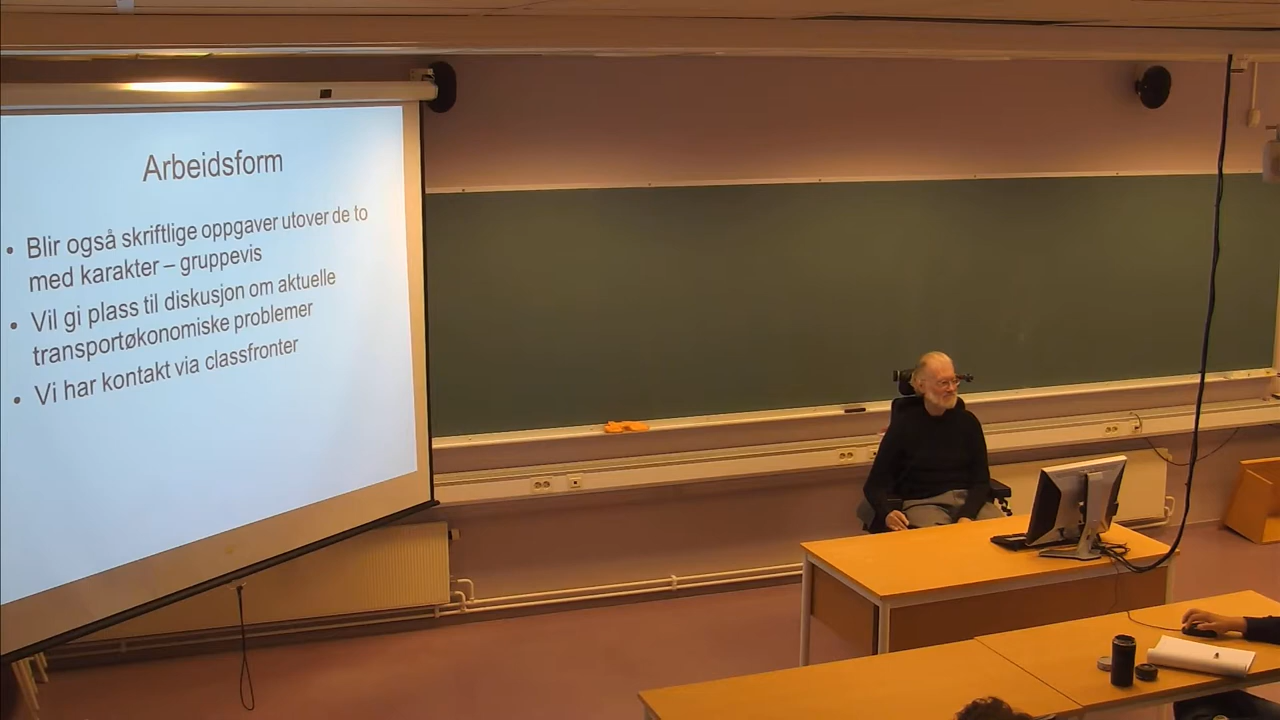 Arbeidsform
• Blir også skriftlige oppgaver utover de to
med karakter – gruppevis
• Vil gi plass til diskusjon om aktuelle
transportøkonomiske problemer
• Vi har kontakt via classfronter